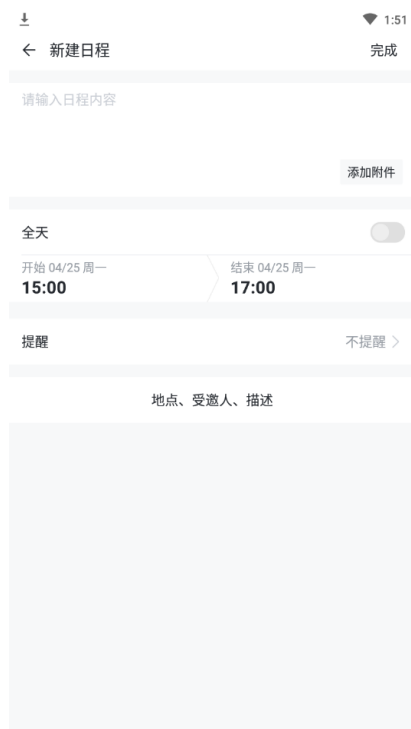 1:51
新建日程
完成
请输入日程内容
添加附件
全天
开始 04/25 周一
结束 04/25 周一
15:00
17:00
提醒
不提醒
地点、受邀人、描述